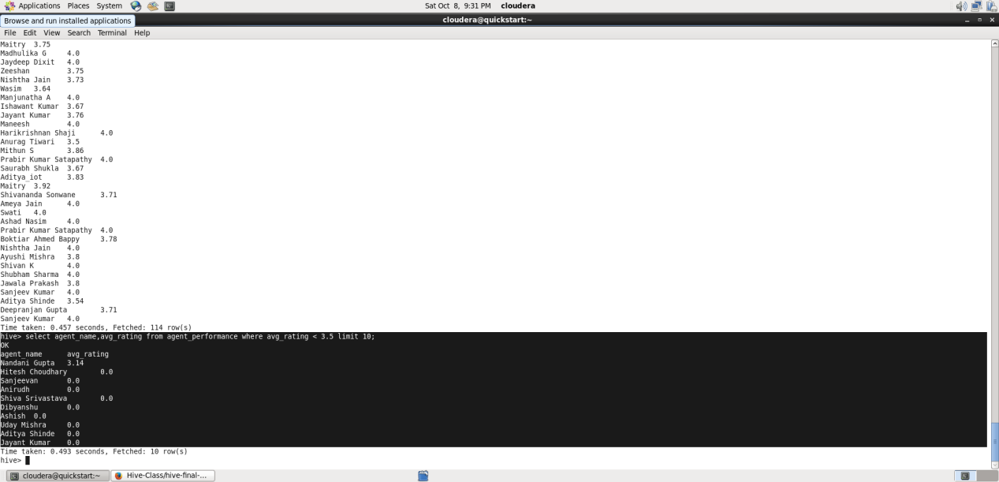 Applications Places System Sat Oct 8, 9:31 PM cloudera
Browse and run installed applications cloudera@quickstart:~
File Edit View Search Terminal Help
Maitry 3.75
Madhulika G 4.0
Jaydeep Dixit 4.0
Zeeshan 3.75
Nishtha Jain 3.73
Wasim 3.64
Manjunatha A 4.0
Ishawant Kumar 3.67
Jayant Kumar 3.76
Maneesh 4.0
Harikrishnan Shaji 4.0
Anurag Tiwari 3.5
Mithun S 3.86
Prabir Kumar Satapathy 4.0
Saurabh Shukla 3.67
Aditya_iot 3.83
Maitry 3.92
Shivananda Sonwane 3.71
Ameya Jain 4.0
Swati 4.0
Ashad Nasim 4.0
Prabir Kumar Satapathy 4.0
Boktiar Ahmed Bappy 3.78
Nishtha Jain 4.0
Ayushi Mishra 3.8
Shivan K 4.0
Shubham Sharma 4.0
Jawala Prakash 3.8
Sanjeev Kumar 4.0
Aditya Shinde 3.54
Deepranjan Gupta 3.71
Sanjeev Kumar 4.0
Time taken: 0.457 seconds, Fetched: 114 row(s)
hive> select agent_name,avg_rating from agent_performance where avg_rating < 3.5 limit 10;
OK
agent_name avg_rating
Nandani Gupta 3.14
Hitesh Choudhary 0.0
Sanjeevan 0.0
Anirudh 0.0
Shiva Srivastava 0.0
Dibyanshu 0.0
Ashish 0.0
Uday Mishra 0.0
Aditya Shinde 0.0
Jayant Kumar 0.0
Time taken: 0.493 seconds, Fetched: 10 row(s)
hive>
cloudera@quickstart:~ Hive-Class/hive-final-...